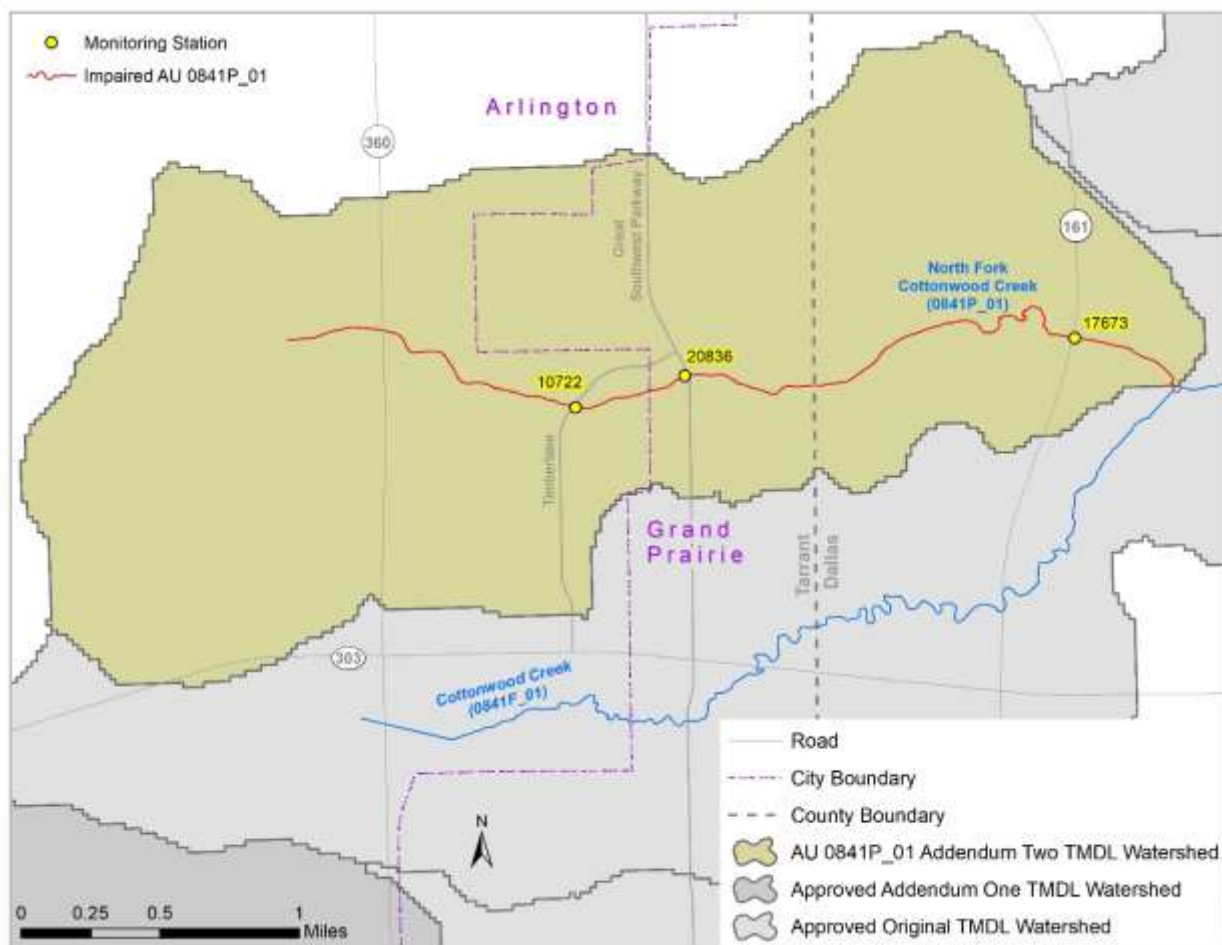 Monitoring Station
Impaired AU 0841P_01
Arlington
360
Great
Southwest Parkway
161
North Fork
Cottonwood Creek
(0841P_01)
17673
20836
10722
Timberlake
Grand
Prairie
Tarrant
Dallas
303
Cottonwood Creek
(0841F_01)
Road
City Boundary
County Boundary
AU 0841P_01 Addendum Two TMDL Watershed
Approved Addendum One TMDL Watershed
Approved Original TMDL Watershed
N
0 0.25 0.5 1
Miles